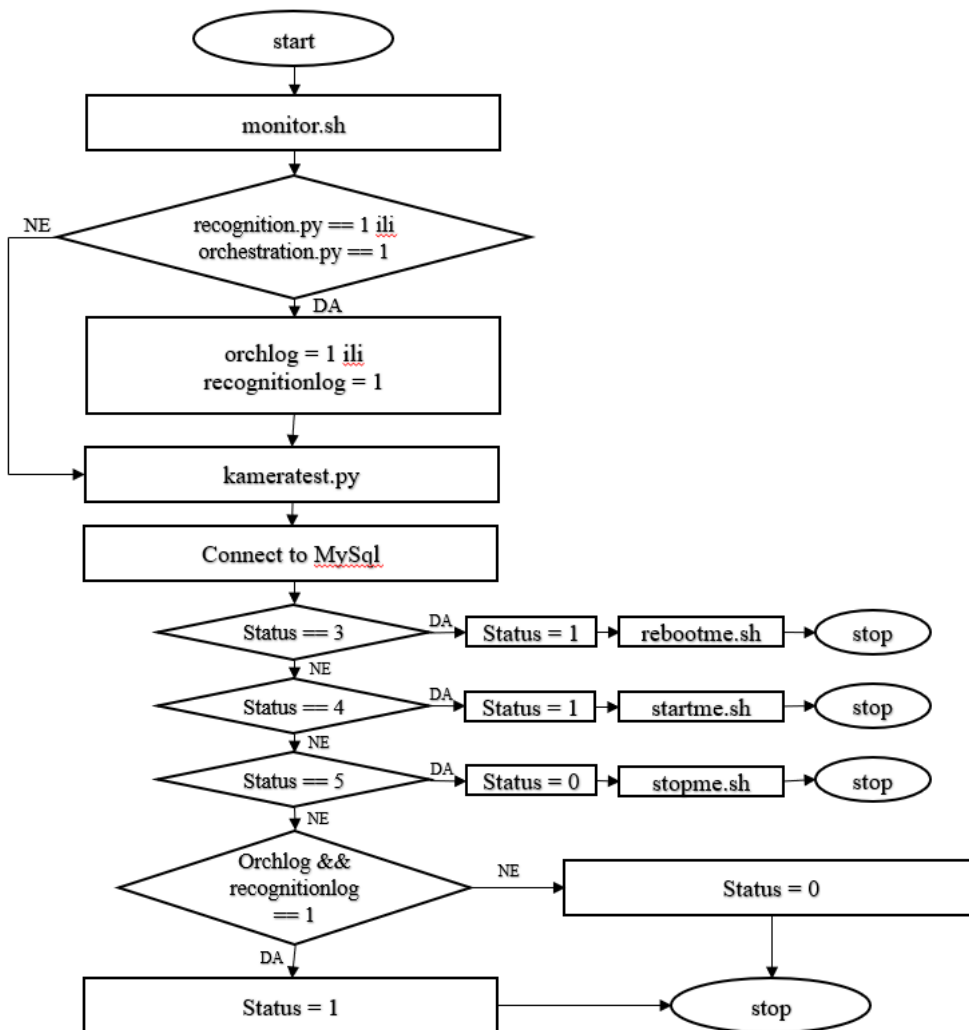 start
monitor.sh
NE
recognition.py == 1 ili
orchestration.py == 1
DA
orchlog = 1 ili
recognitionlog = 1
kameratest.py
Connect to MySql
Status == 3
DA
Status = 1
rebootme.sh
stop
NE
Status == 4
DA
Status = 1
startme.sh
stop
NE
Status == 5
DA
Status = 0
stopme.sh
stop
NE
Orchlog &&
recognitionlog
== 1
NE
Status = 0
DA
Status = 1
stop